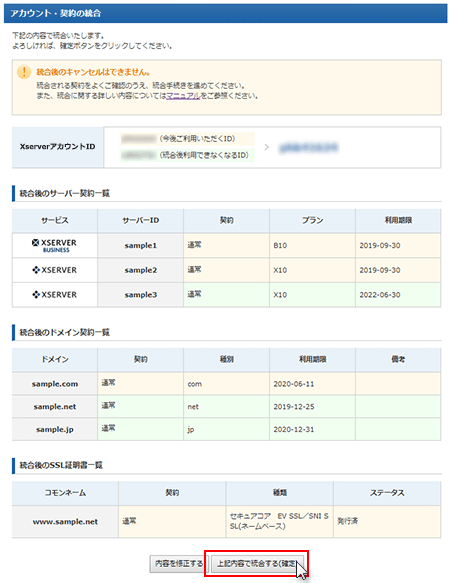 アカウント・契約の統合
下記の内容で統合いたします。
よろしければ、確定ボタンをクリックしてください。
統合後のキャンセルはできません。
統合される契約をよくご確認のうえ、統合手続きを進めてください。
また、統合に関する詳しい内容についてはマニュアルをご参照ください。
XserverアカウントID
(今後ご利用いただくID)
(統合後利用できなくなるID)
統合後のサーバー契約一覧
サービス サーバーID 契約 プラン 利用期限
XSERVER BUSINESS sample1 通常 B10 2019-09-30
XSERVER sample2 通常 X10 2019-09-30
XSERVER sample3 通常 X10 2022-06-30
統合後のドメイン契約一覧
ドメイン 契約 種別 利用期限 備考
sample.com 通常 com 2020-06-11
sample.net 通常 net 2019-12-25
sample.jp 通常 jp 2020-12-31
統合後のSSL証明書一覧
コモンネーム 契約 種類 ステータス
www.sample.net 通常 セキュアコア EV SSL/SNI S
SL(ネームベース) 発行済
内容を修正する 上記内容で統合する(確定)